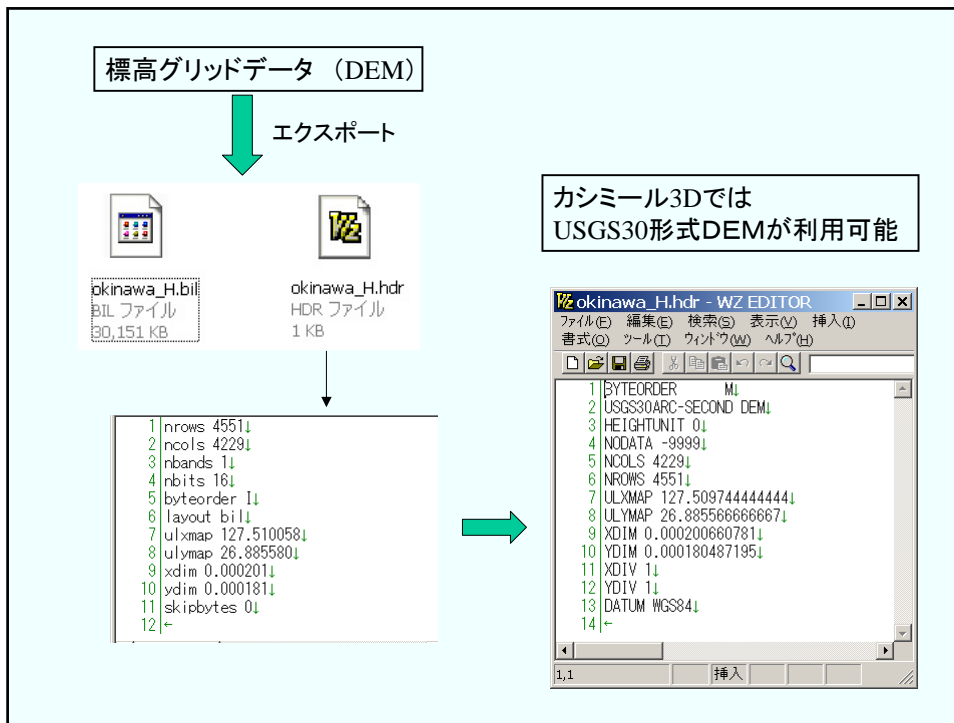 標高グリッドデータ （DEM）
エクスポート
okinawa_H.bil
BIL ファイル
30,151 KB
okinawa_H.hdr
HDR ファイル
1 KB
カシミール3Dでは
USGS30形式DEMが利用可能
1 nrows 4551↓
2 ncols 4229↓
3 nbands 1↓
4 nbits 16↓
5 byteorder I↓
6 layout bil↓
7 ulxmap 127.510058↓
8 ulymap 26.885580↓
9 xdim 0.000201↓
10 ydim 0.000181↓
11 skipbytes 0↓
12 ←
okinawa_H.hdr - WZ EDITOR
ファイル(F) 編集(E) 検索(S) 表示(V) 挿入(I)
書式(O) ツール(T) ウィンドウ(W) ヘルプ(H)
1 BYTEORDER M↓
2 USGS30ARC-SECOND DEM↓
3 HEIGHTUNIT 0↓
4 NODATA -9999↓
5 NCOLS 4229↓
6 NROWS 4551↓
7 ULXMAP 127.509744444444↓
8 ULYMAP 26.885566666667↓
9 XDIM 0.000200660781↓
10 YDIM 0.000180487195↓
11 XDIV 1↓
12 YDIV 1↓
13 DATUM WGS84↓
14 ←
1,1 挿入